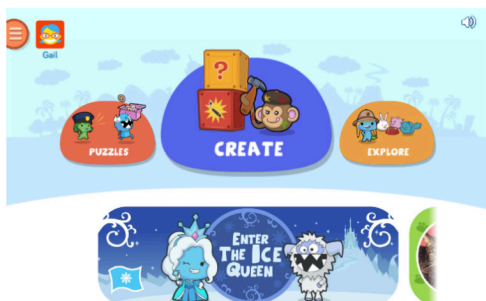 Gail
?
PUZZLES
CREATE
EXPLORE
ENTER
THE ICE
QUEEN